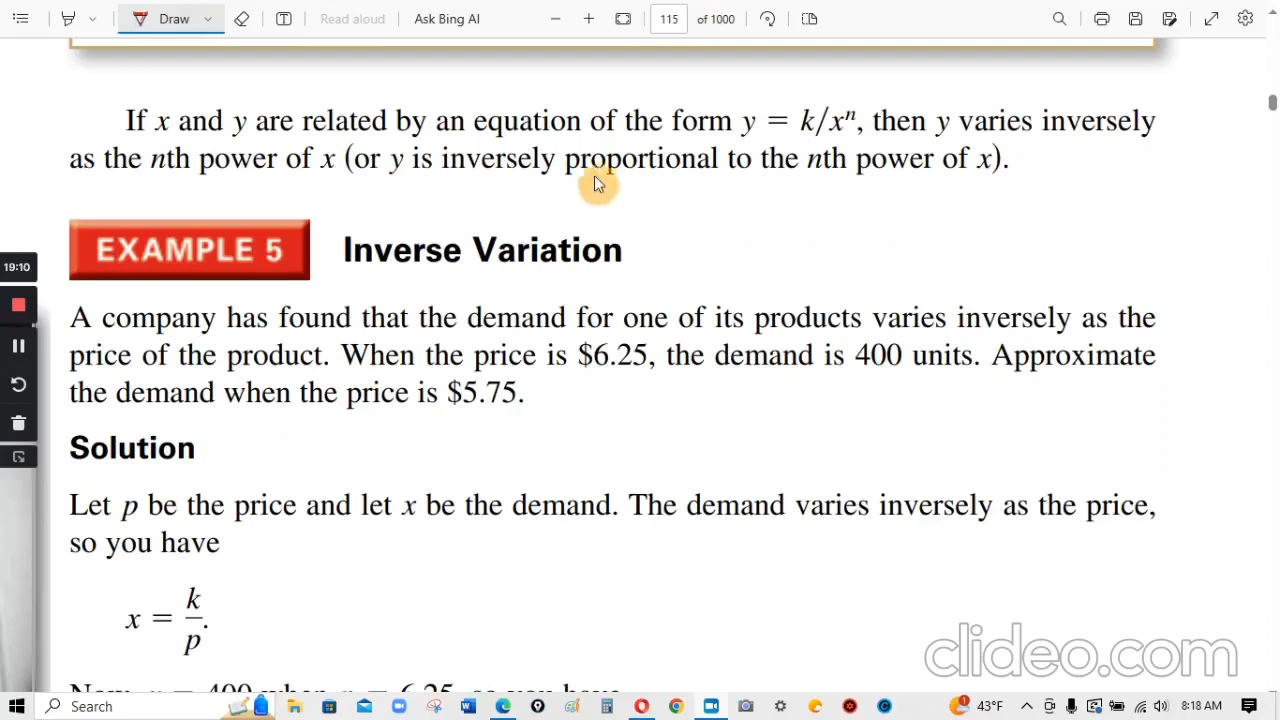 Draw
Read aloud
Ask Bing AI
115 of 1000
If x and y are related by an equation of the form y = k/xⁿ, then y varies inversely
as the nth power of x (or y is inversely proportional to the nth power of x).
EXAMPLE 5 Inverse Variation
19:10
A company has found that the demand for one of its products varies inversely as the
price of the product. When the price is $6.25, the demand is 400 units. Approximate
the demand when the price is $5.75.
Solution
Let p be the price and let x be the demand. The demand varies inversely as the price,
so you have
x = k/p.
clideo.com
Search
43°F
8:18 AM